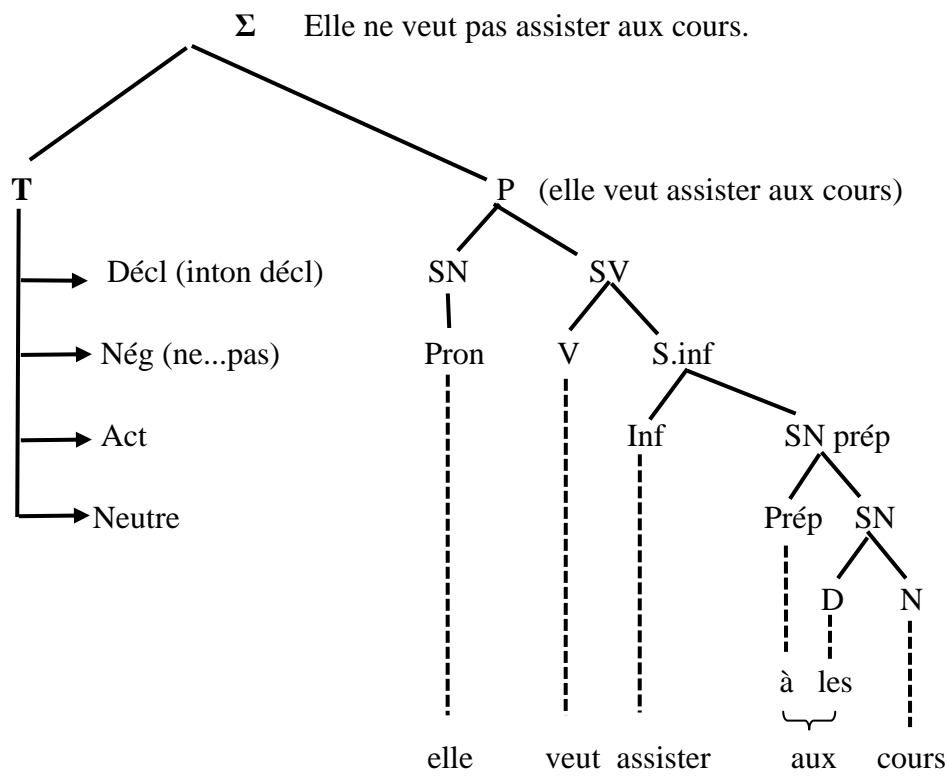 Σ Elle ne veut pas assister aux cours.
T P (elle veut assister aux cours)
Décl (inton décl) SN SV
Nég (ne...pas) Pron V S.inf
Act Inf SN prép
Neutre Prép SN
D N
à les
elle veut assister aux cours